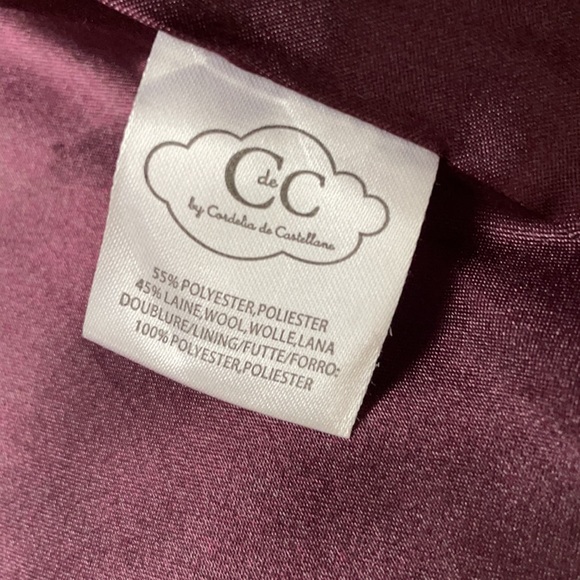 C de C
by Cordelia de Castellane
55% POLYESTER,POLIESTER
45% LAINE,WOOL,WOLLE,LANA
DOUBLURE/LINING/FUTTE/FORRO:
100% POLYESTER,POLIESTER